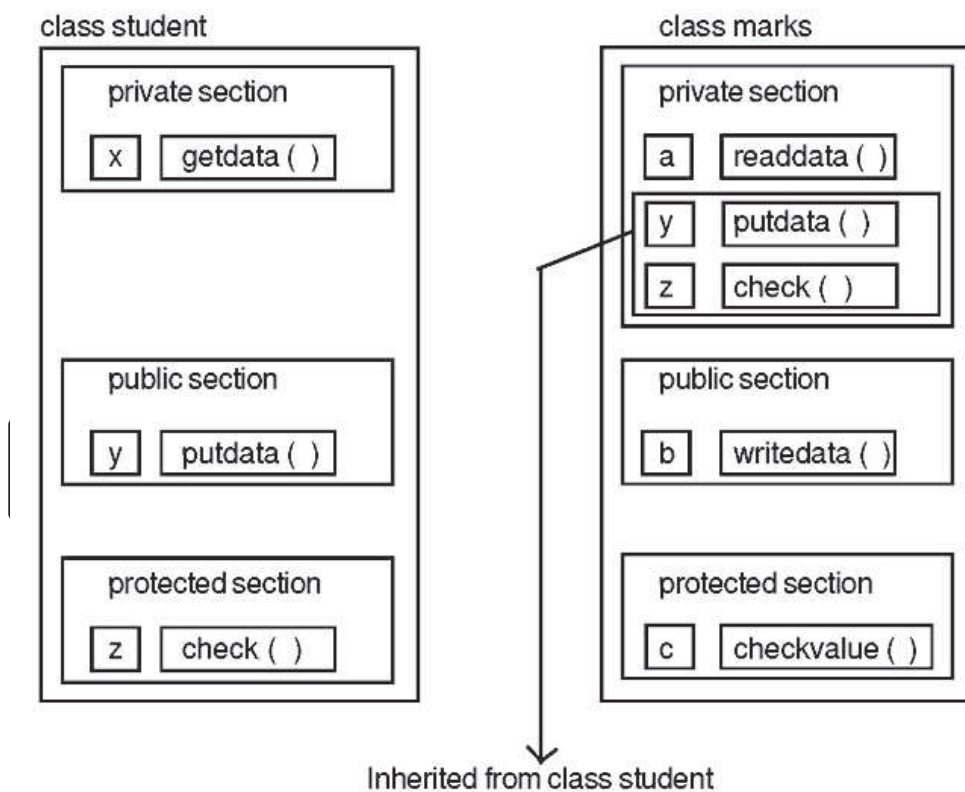 class student
private section
x getdata ( )
public section
y putdata ( )
protected section
z check ( )
class marks
private section
a readdata ( )
y putdata ( )
z check ( )
public section
b writedata ( )
protected section
c checkvalue ( )
Inherited from class student